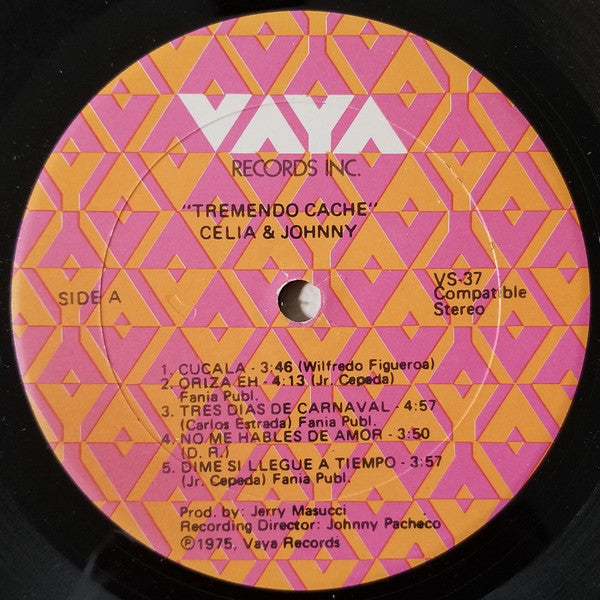 VAYA
RECORDS INC.
"TREMENDO CACHE"
CELIA & JOHNNY
SIDE A
VS-37
Compatible
Stereo
1. CUCALA - 3:46 (Wilfredo Figueroa)
2. ORIZA EH - 4:13 (Jr. Cepeda)
Fania Publ.
3. TRES DIAS DE CARNAVAL - 4:57
(Carlos Estrada) Fania Publ.
4. NO ME HABLES DE AMOR - 3:50
(D. R.)
5. DIME SI LLEGUE A TIEMPO - 3:57
(Jr. Cepeda) Fania Publ.
Prod. by: Jerry Masucci
Recording Director: Johnny Pacheco
℗1975, Vaya Records